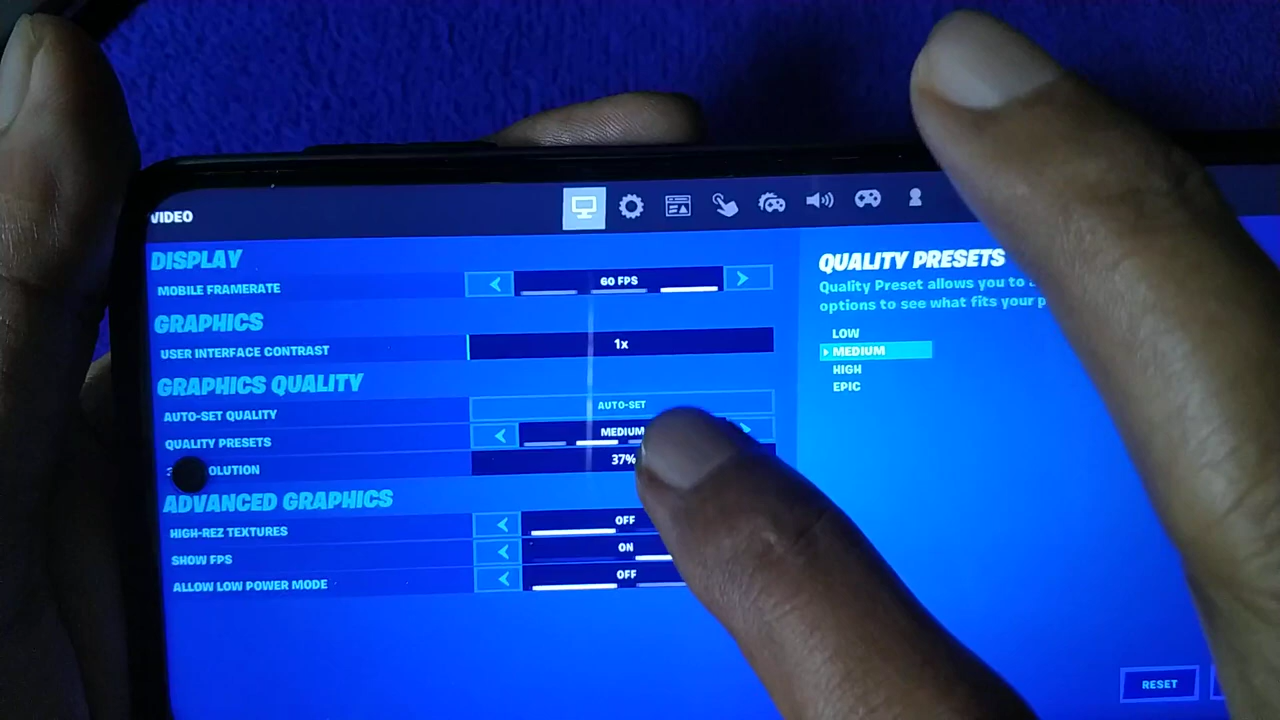 VIDEO
DISPLAY
MOBILE FRAMERATE
60 FPS
GRAPHICS
USER INTERFACE CONTRAST
1x
GRAPHICS QUALITY
AUTO-SET QUALITY
AUTO-SET
QUALITY PRESETS
MEDIUM
OLUTION
37%
ADVANCED GRAPHICS
HIGH-REZ TEXTURES
OFF
SHOW FPS
ON
ALLOW LOW POWER MODE
OFF
QUALITY PRESETS
Quality Preset allows you to
options to see what fits your
LOW
MEDIUM
HIGH
EPIC
RESET